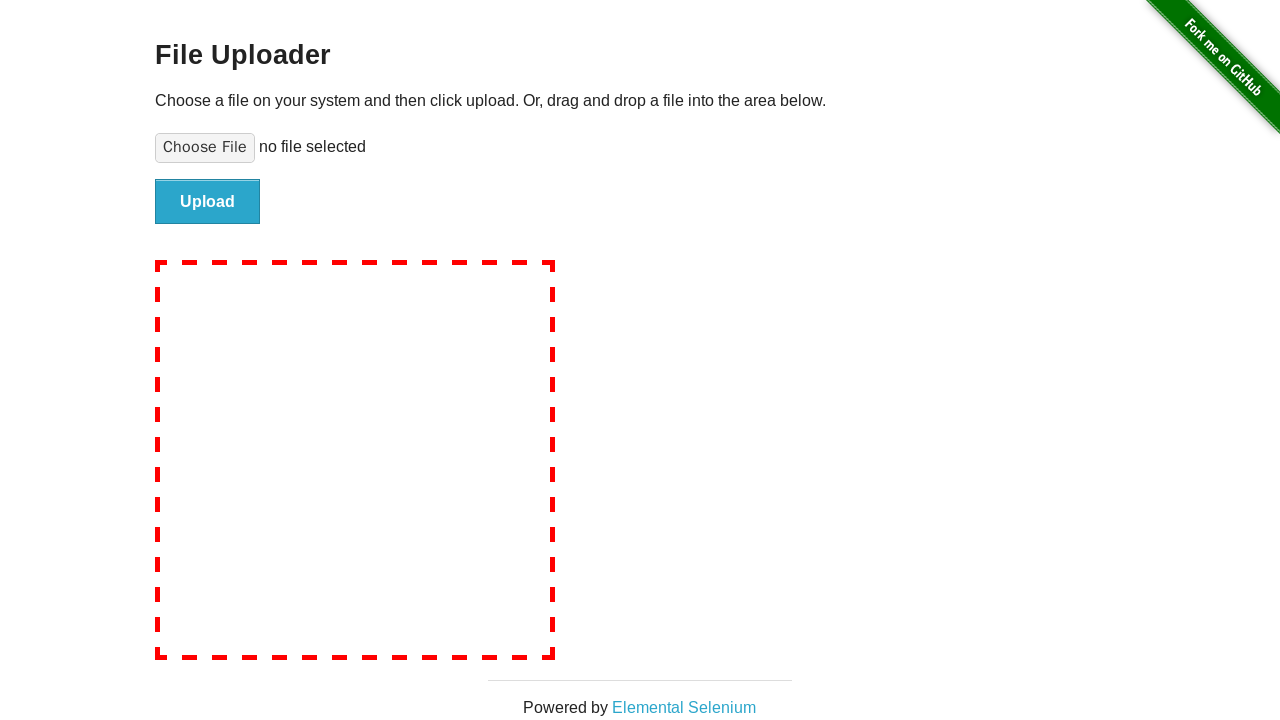 Fork me on GitHub
File Uploader
Choose a file on your system and then click upload. Or, drag and drop a file into the area below.
Choose File no file selected
Upload
Powered by Elemental Selenium